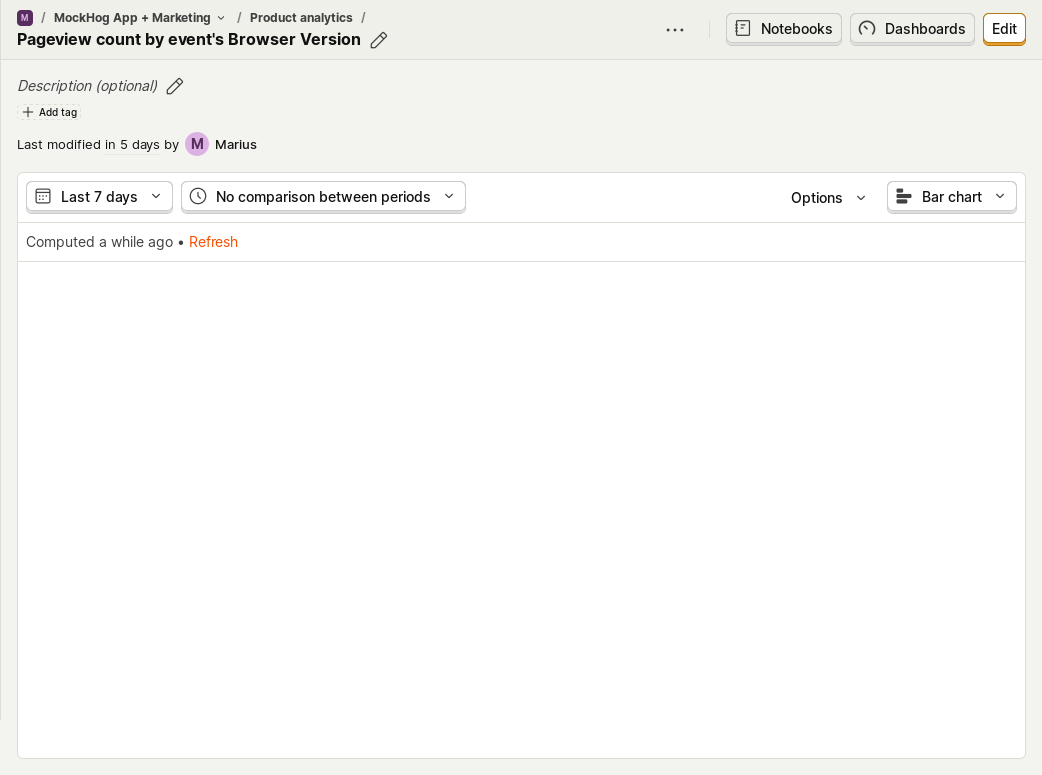 M / MockHog App + Marketing / Product analytics /
Pageview count by event's Browser Version
Notebooks
Dashboards
Edit
Description (optional)
Add tag
Last modified in 5 days by M Marius
Last 7 days
No comparison between periods
Options
Bar chart
Computed a while ago • Refresh